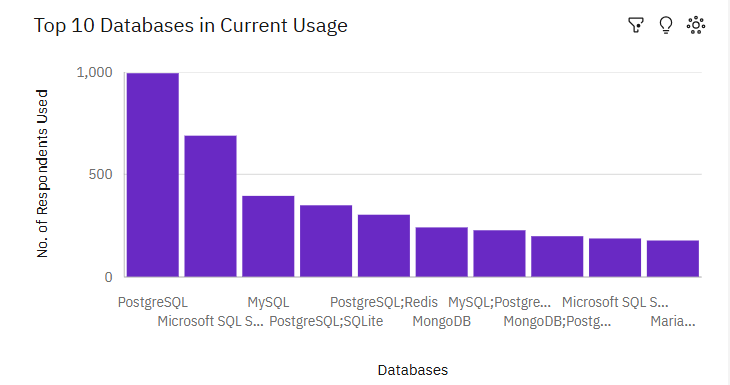 Top 10 Databases in Current Usage
No. of Respondents Used
1,000
500
0
PostgreSQL
Microsoft SQL S...
MySQL
PostgreSQL;SQLite
PostgreSQL;Redis
MongoDB
MySQL;Postgre...
MongoDB;Postg...
Microsoft SQL S...
Maria...
Databases